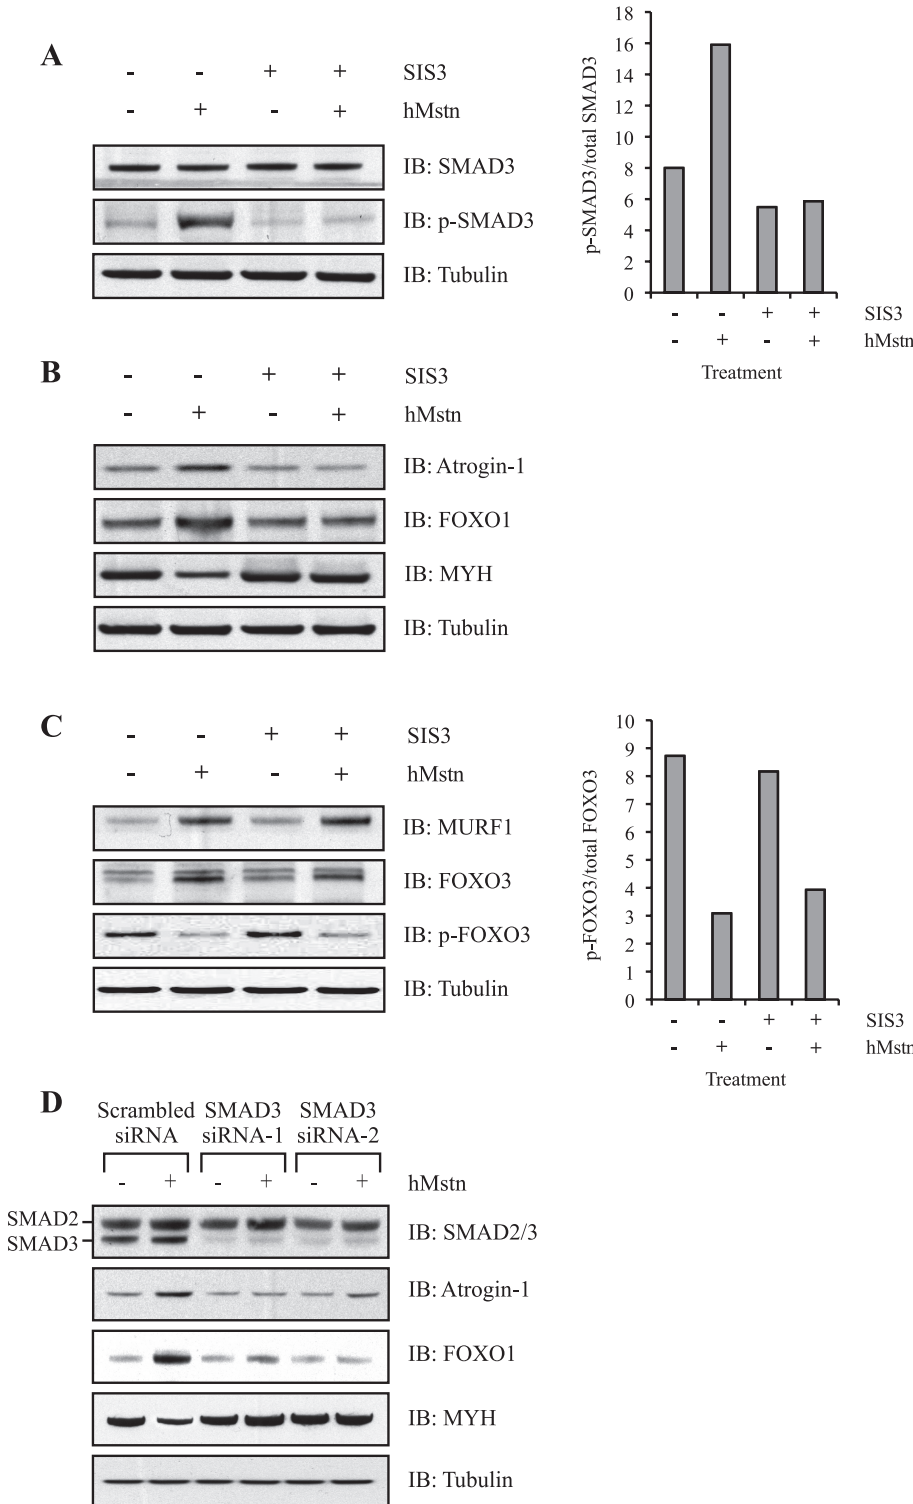 A
- - + + SIS3
- + - + hMstn
IB: SMAD3
IB: p-SMAD3
IB: Tubulin
p-SMAD3/total SMAD3
18
16
14
12
10
8
6
4
2
0
- - + + SIS3
- + - + hMstn
Treatment
B
- - + + SIS3
- + - + hMstn
IB: Atrogin-1
IB: FOXO1
IB: MYH
IB: Tubulin
C
- - + + SIS3
- + - + hMstn
IB: MURF1
IB: FOXO3
IB: p-FOXO3
IB: Tubulin
p-FOXO3/total FOXO3
10
9
8
7
6
5
4
3
2
1
0
- - + + SIS3
- + - + hMstn
Treatment
D
Scrambled SMAD3 SMAD3
siRNA siRNA-1 siRNA-2
- + - + - + hMstn
SMAD2
SMAD3
IB: SMAD2/3
IB: Atrogin-1
IB: FOXO1
IB: MYH
IB: Tubulin